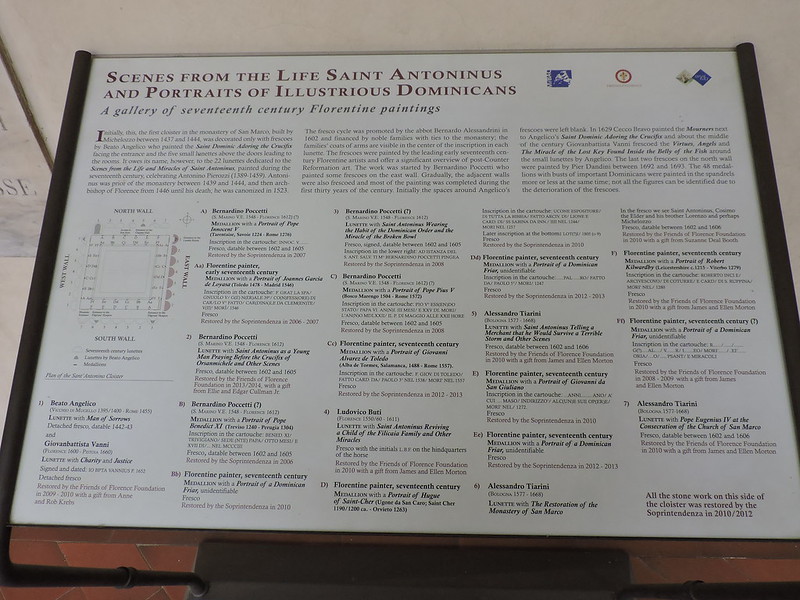 SCENES FROM THE LIFE SAINT ANTONINUS
AND PORTRAITS OF ILLUSTRIOUS DOMINICANS
A gallery of seventeenth century Florentine paintings
Initially, this, the first cloister in the monastery of San Marco, built by
Michelozzo between 1437 and 1444, was decorated only with frescoes
by Beato Angelico who painted the Saint Dominic Adoring the Crucifix
facing the entrance and the five small lunettes above the doors leading to
the rooms. It owes its name, however, to the 22 lunettes dedicated to the
Scenes from the Life and Miracles of Saint Antoninus, painted during the
seventeenth century, celebrating Antonino Pierozzi (1389-1459). Antoni-
nus was prior of the monastery between 1439 and 1444, and then arch-
bishop of Florence from 1446 until his death; he was canonized in 1523.
The fresco cycle was promoted by the abbot Bernardo Alessandrini in
1602 and financed by noble families with ties to the monastery; the
families' coats of arms are visible in the center of the inscription in each
lunette. The frescoes were painted by the leading early seventeenth-cen-
tury Florentine artists and offer a significant overview of post-Counter
Reformation art. The work was started by Bernardino Poccetti who
painted some frescoes on the east wall. Gradually, the adjacent walls
were also frescoed and most of the painting was completed during the
first thirty years of the century. Initially the spaces around Angelico's
frescoes were left blank. In 1629 Cecco Bravo painted the Mourners next
to Angelico's Saint Dominic Adoring the Crucifix and about the middle
of the century Giovanbattista Vanni frescoed the Virtues, Angels and
The Miracle of the Lost Key Found Inside the Belly of the Fish around
the small lunettes by Angelico. The last two frescoes on the north wall
were painted by Pier Dandini between 1692 and 1693. The 48 medal-
lions with busts of important Dominicans were painted in the spandrels
more or less at the same time; not all the figures can be identified due to
the deterioration of the frescoes.
NORTH WALL
WEST WALL
EAST WALL
SOUTH WALL
Seventeenth century lunettes
Lunettes by Beato Angelico
Medallions
Plan of the Sant'Antonino Cloister
1) Beato Angelico
(VICCHIO DI MUGELLO 1395/1400 - ROME 1455)
LUNETTE with Man of Sorrows
Detached fresco, datable 1442-43
and
Giovanbattista Vanni
(FLORENCE 1600 - PISTOIA 1660)
LUNETTE with Charity and Justice
Signed and dated:
Detached fresco
Restored by the Friends of Florence Foundation
in 2009 - 2010 with a gift from Anne
and Rob Krebs
A) Bernardino Poccetti
(S. MARINO V.E. 1548 - FLORENCE 1612) (?)
MEDALLION with a Portrait of Pope
Innocent V
(Tarentaise, Savoie 1224 - Rome 1276)
Inscription in the cartouche:
Fresco, datable between 1602 and 1605
Restored by the Soprintendenza in 2007
Aa) Florentine painter,
early seventeenth century
MEDALLION with a Portrait of Joannes Garcia
de Loysa (Toledo 1478 - Madrid 1546)
Inscription in the cartouche:
Fresco
Restored by the Soprintendenza in 2006 - 2007
2) Bernardino Poccetti
(S. MARINO V.E. 1548 - FLORENCE 1612)
LUNETTE with Saint Antoninus as a Young
Man Praying Before the Crucifix of
Orsanmichele and Other Scenes
Fresco, datable between 1602 and 1605
Restored by the Friends of Florence
Foundation in 2013/2014, with a gift
from Ellie and Edgar Cullman Jr.
B) Bernardino Poccetti (?)
(S. MARINO V.E. 1548 - FLORENCE 1612)
MEDALLION with a Portrait of Pope
Benedict XI (Treviso 1240 - Perugia 1304)
Inscription in the cartouche:
Fresco, datable between 1602 and 1605
Restored by the Soprintendenza in 2006
Bb) Florentine painter, seventeenth century
MEDALLION with a Portrait of a Dominican
Friar, unidentifiable
Fresco
Restored by the Soprintendenza in 2010
3) Bernardino Poccetti (?)
(S. MARINO V.E. 1548 - FLORENCE, 1612)
LUNETTE with Saint Antoninus Wearing
the Habit of the Dominican Order and the
Miracle of the Broken Bowl
Fresco, signed, datable between 1602 and 1605
Inscription in the lower right:
Restored by the Soprintendenza in 2008
C) Bernardino Poccetti
(S. MARINO V.E. 1548 - FLORENCE 1612) (?)
MEDALLION with a Portrait of Pope Pius V
(Bosco Marengo 1504 - Rome 1572)
Inscription in the cartouche:
Fresco, datable between 1602 and 1605
Restored by the Soprintendenza in 2008
Cc) Florentine painter, seventeenth century
MEDALLION with a Portrait of Giovanni
Alvarez de Toledo
(Alba de Tormes, Salamanca, 1488 - Rome 1557).
Inscription in the cartouche:
Fresco
Restored by the Soprintendenza in 2012 - 2013
4) Ludovico Buti
(FLORENCE 1550/60 - 1611)
LUNETTE with Saint Antoninus Reviving
a Child of the Filicaia Family and Other
Miracles
Fresco with the initials L.B.F. on the hindquarters
of the horse
Restored by the Friends of Florence Foundation
in 2010 with a gift from James and Ellen Morton
D) Florentine painter, seventeenth century
MEDALLION with a Portrait of Hugue
of Saint-Cher (Ugone da San Caro; Saint Cher
1190/1200 ca. - Orvieto 1263)
Inscription in the cartouche:
Later inscription at the bottom:
Fresco
Restored by the Soprintendenza in 2010
Dd) Florentine painter, seventeenth century
MEDALLION with a Portrait of a Dominican
Friar, unidentifiable
Inscription in the cartouche:
Fresco
Restored by the Soprintendenza in 2012 - 2013
5) Alessandro Tiarini
(BOLOGNA 1577 - 1668)
LUNETTE with Saint Antoninus Telling a
Merchant that he Would Survive a Terrible
Storm and Other Scenes
Fresco, datable between 1602 and 1606
Restored by the Friends of Florence Foundation
in 2010 with a gift from James and Ellen Morton
E) Florentine painter, seventeenth century
MEDALLION with a Portrait of Giovanni da
San Giuliano
Inscription in the cartouche:
Fresco
Restored by the Soprintendenza in 2010
Ee) Florentine painter, seventeenth century
MEDALLION with a Portrait of a Dominican
Friar, unidentifiable
Fresco
Restored by the Soprintendenza in 2012 - 2013
6) Alessandro Tiarini
(BOLOGNA, 1577 - 1668)
LUNETTE with The Restoration of the
Monastery of San Marco
In the fresco we see Saint Antoninus, Cosimo
the Elder and his brother Lorenzo and perhaps
Michelozzo.
Fresco, datable between 1602 and 1606
Restored by the Friends of Florence Foundation
in 2010 with a gift from Suzanne Deal Booth
F) Florentine painter, seventeenth century
MEDALLION with a Portrait of Robert
Kilwardby (Leicestershire c.1215 - Viterbo 1279)
Inscription in the cartouche:
Fresco
Restored by the Friends of Florence Foundation
in 2010 with a gift from James and Ellen Morton
Ff) Florentine painter, seventeenth century (?)
MEDALLION with a Portrait of a Dominican
Friar, unidentifiable
Inscription in the cartouche:
Fresco
Restored by the Friends of Florence Foundation
in 2008 - 2009 with a gift from James
and Ellen Morton
7) Alessandro Tiarini
(BOLOGNA 1577-1668)
LUNETTE with Pope Eugenius IV at the
Consecration of the Church of San Marco
Fresco, datable between 1602 and 1606
Restored by the Friends of Florence Foundation
in 2010 with a gift from James and Ellen Morton
All the stone work on this side of
the cloister was restored by the
Soprintendenza in 2010/2012